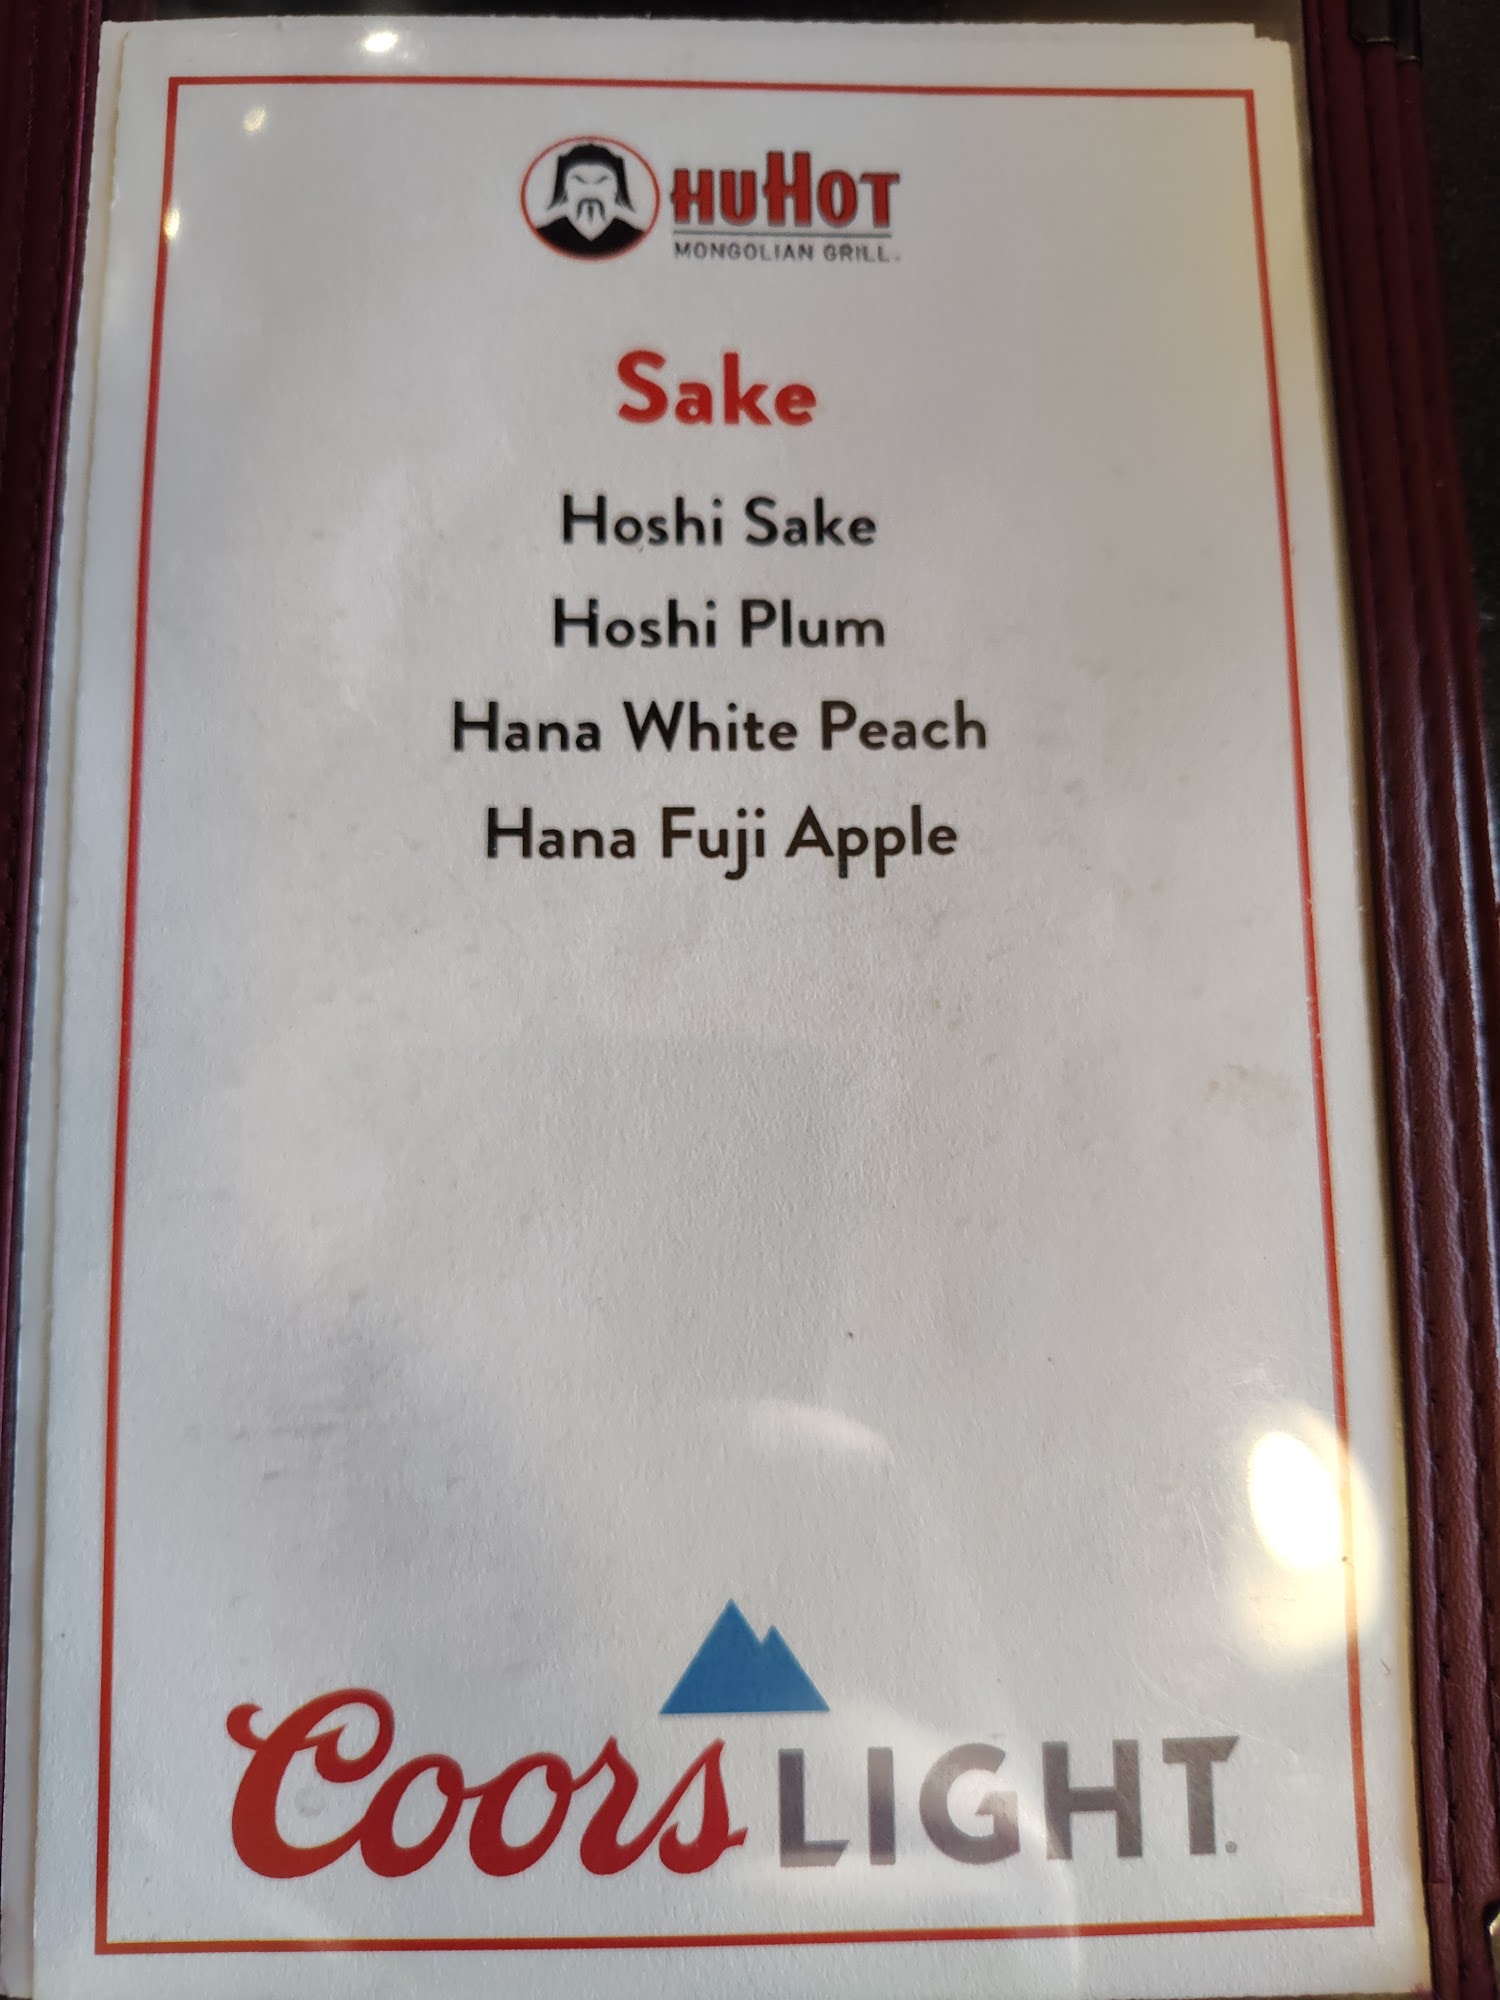 HUHOT
MONGOLIAN GRILL.
Sake
Hoshi Sake
Hoshi Plum
Hana White Peach
Hana Fuji Apple
Coors LIGHT.